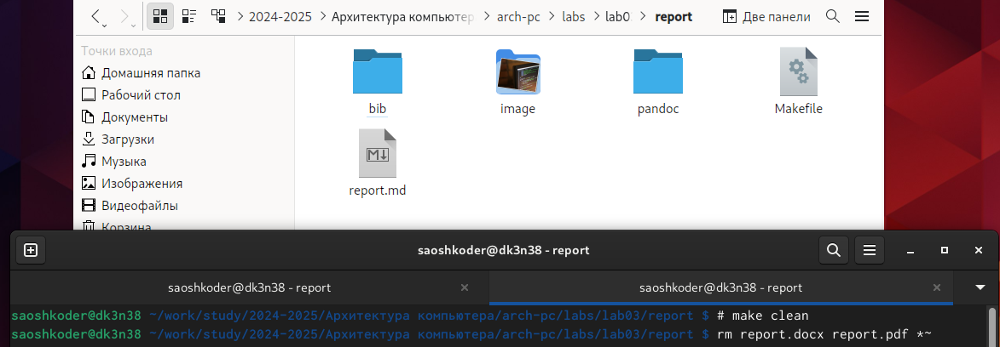 2024-2025 Архитектура компьютер arch-pc labs lab0 report Две панели
Точки входа
Домашняя папка
Рабочий стол
Документы
Загрузки
Музыка
Изображения
Видеофайлы
Корзина
bib image pandoc Makefile
report.md
saoshkoder@dk3n38 - report
saoshkoder@dk3n38 - report saoshkoder@dk3n38 - report
saoshkoder@dk3n38 ~/work/study/2024-2025/Архитектура компьютера/arch-pc/labs/lab03/report $ # make clean
saoshkoder@dk3n38 ~/work/study/2024-2025/Архитектура компьютера/arch-pc/labs/lab03/report $ rm report.docx report.pdf *~